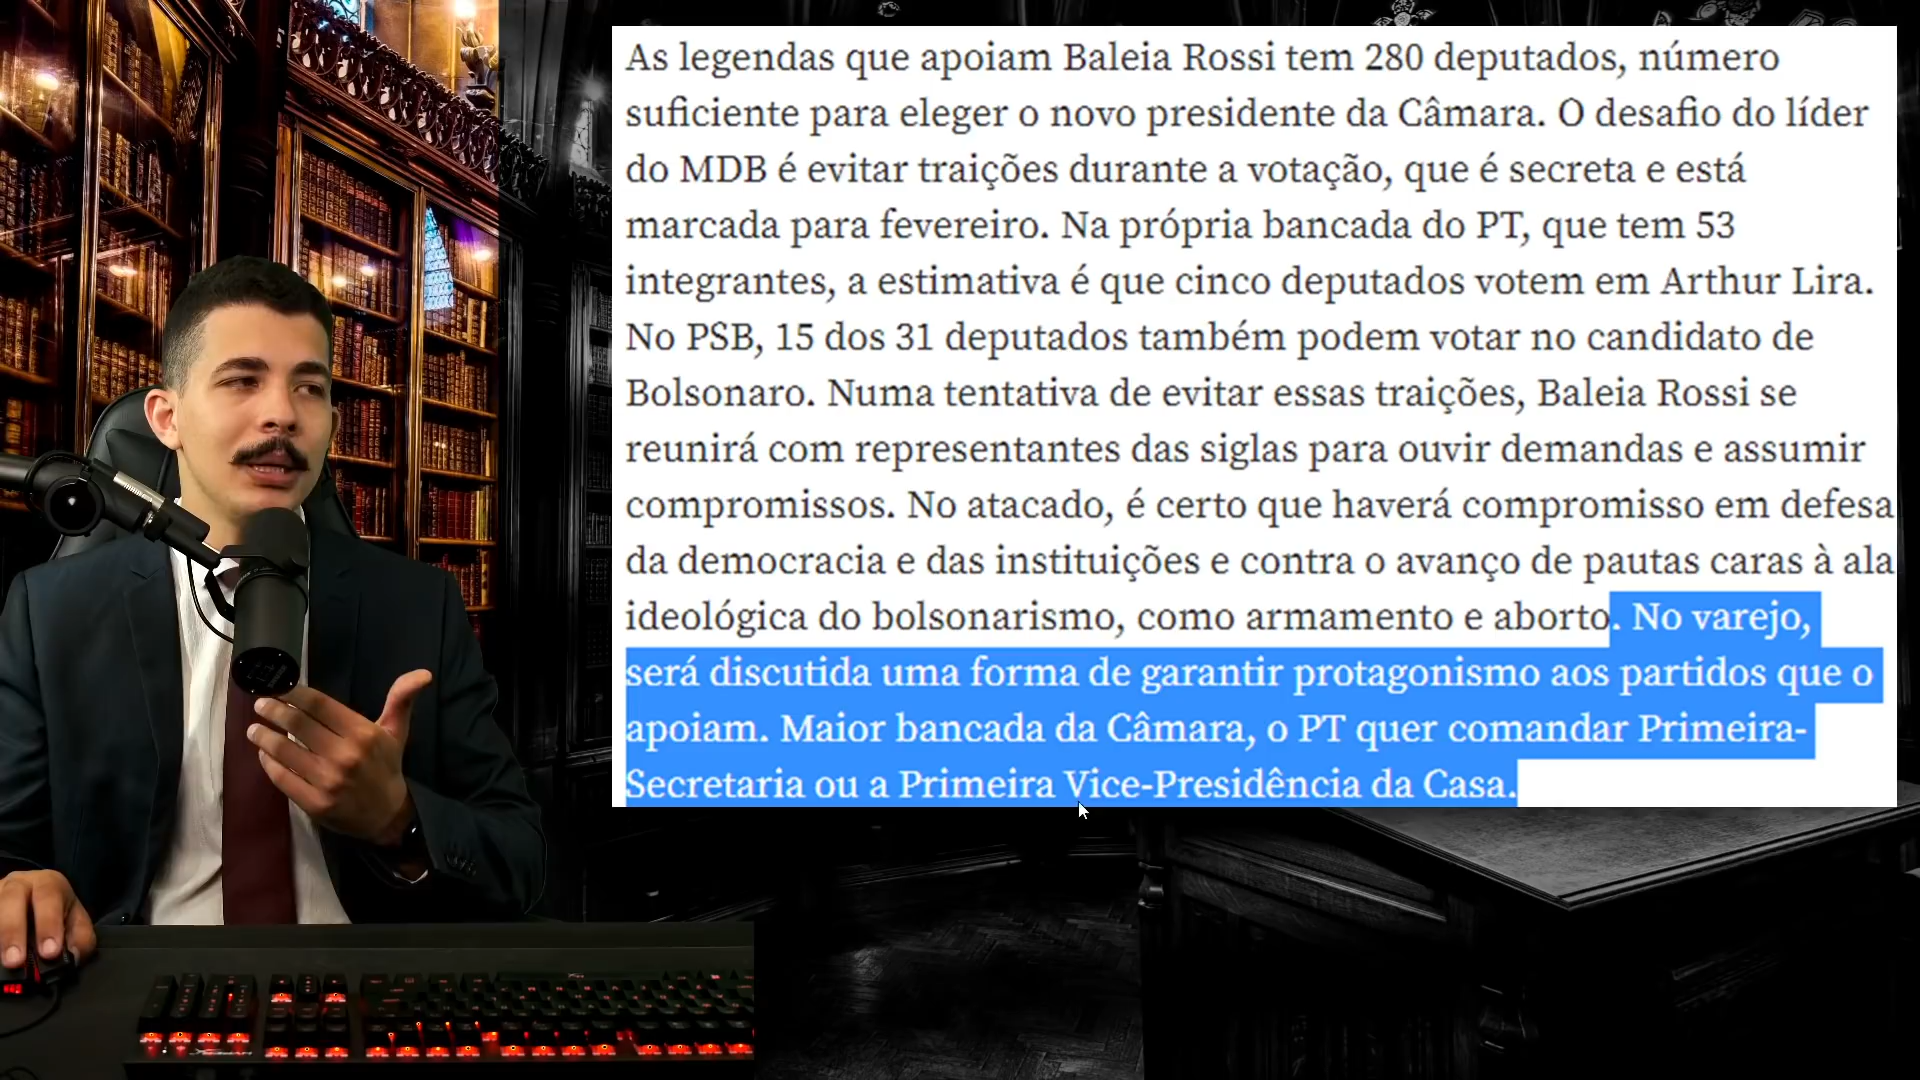 As legendas que apoiam Baleia Rossi tem 280 deputados, número
suficiente para eleger o novo presidente da Câmara. O desafio do líder
do MDB é evitar traições durante a votação, que é secreta e está
marcada para fevereiro. Na própria bancada do PT, que tem 53
integrantes, a estimativa é que cinco deputados votem em Arthur Lira.
No PSB, 15 dos 31 deputados também podem votar no candidato de
Bolsonaro. Numa tentativa de evitar essas traições, Baleia Rossi se
reunirá com representantes das siglas para ouvir demandas e assumir
compromissos. No atacado, é certo que haverá compromisso em defesa
da democracia e das instituições e contra o avanço de pautas caras à ala
ideológica do bolsonarismo, como armamento e aborto. No varejo,
será discutida uma forma de garantir protagonismo aos partidos que o
apoiam. Maior bancada da Câmara, o PT quer comandar Primeira-
Secretaria ou a Primeira Vice-Presidência da Casa.